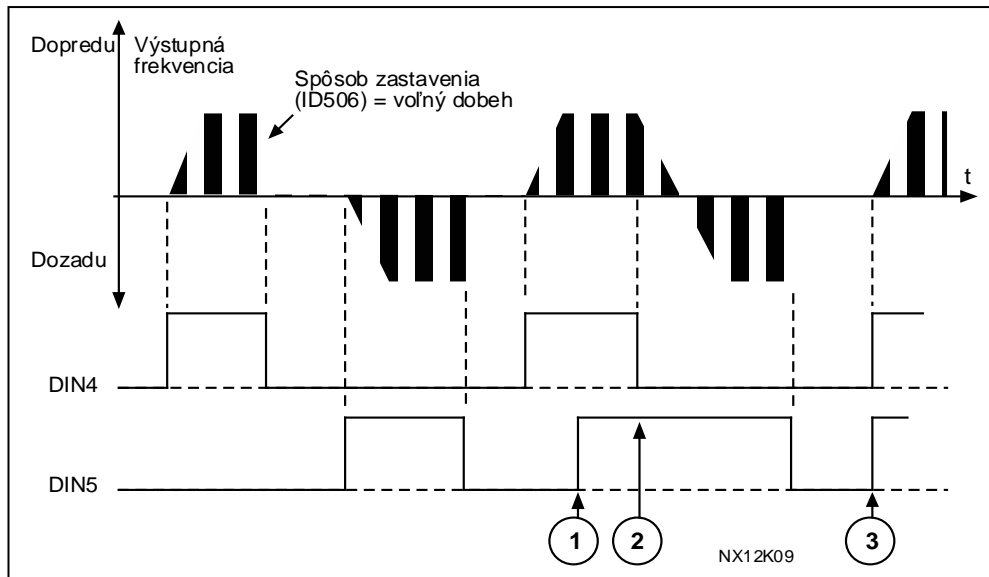 Dopredu
Výstupná
frekvencia
Spôsob zastavenia
(ID506) = voľný dobeh
t
Dozadu
DIN4
DIN5
1
2
3
NX12K09